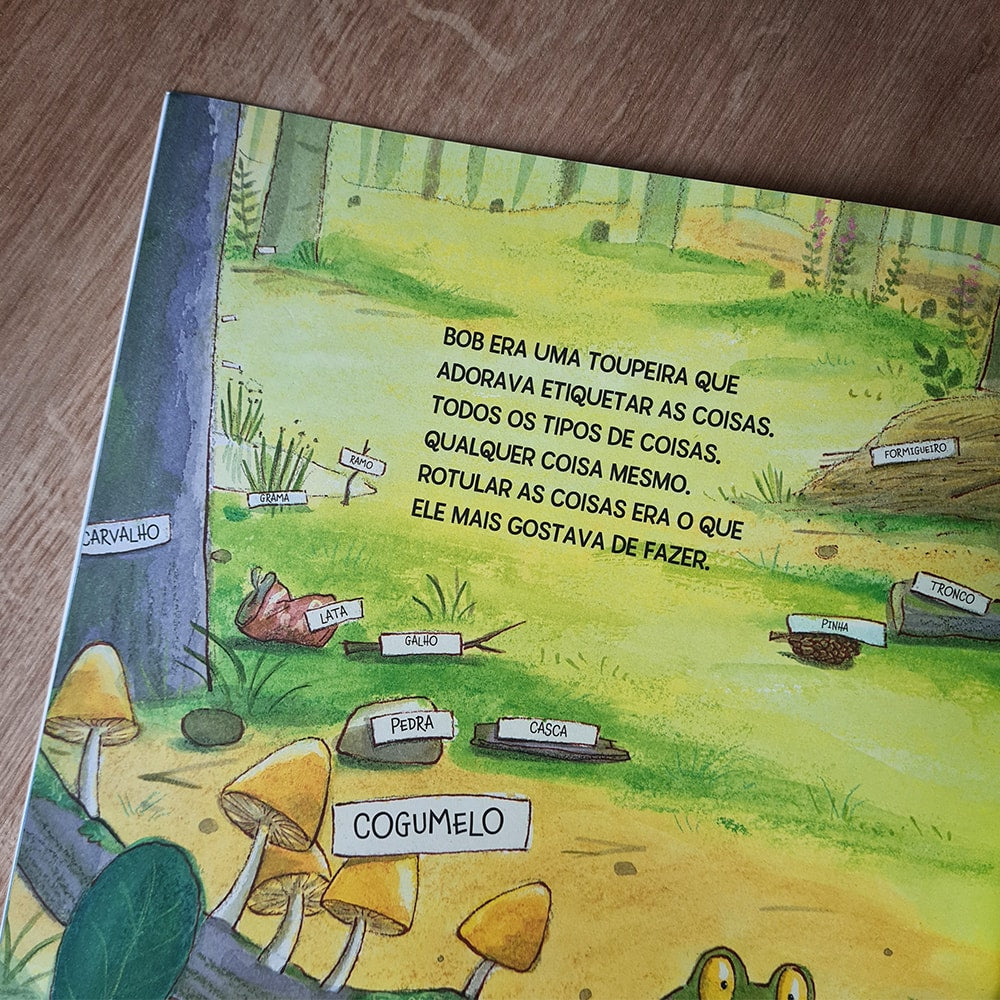 BOB ERA UMA TOUPEIRA QUE
ADORAVA ETIQUETAR AS COISAS.
TODOS OS TIPOS DE COISAS.
QUALQUER COISA MESMO.
ROTULAR AS COISAS ERA O QUE
ELE MAIS GOSTAVA DE FAZER.
FORMIGUEIRO
RAMO
GRAMA
CARVALHO
TRONCO
LATA
PINHA
GALHO
PEDRA
CASCA
COGUMELO